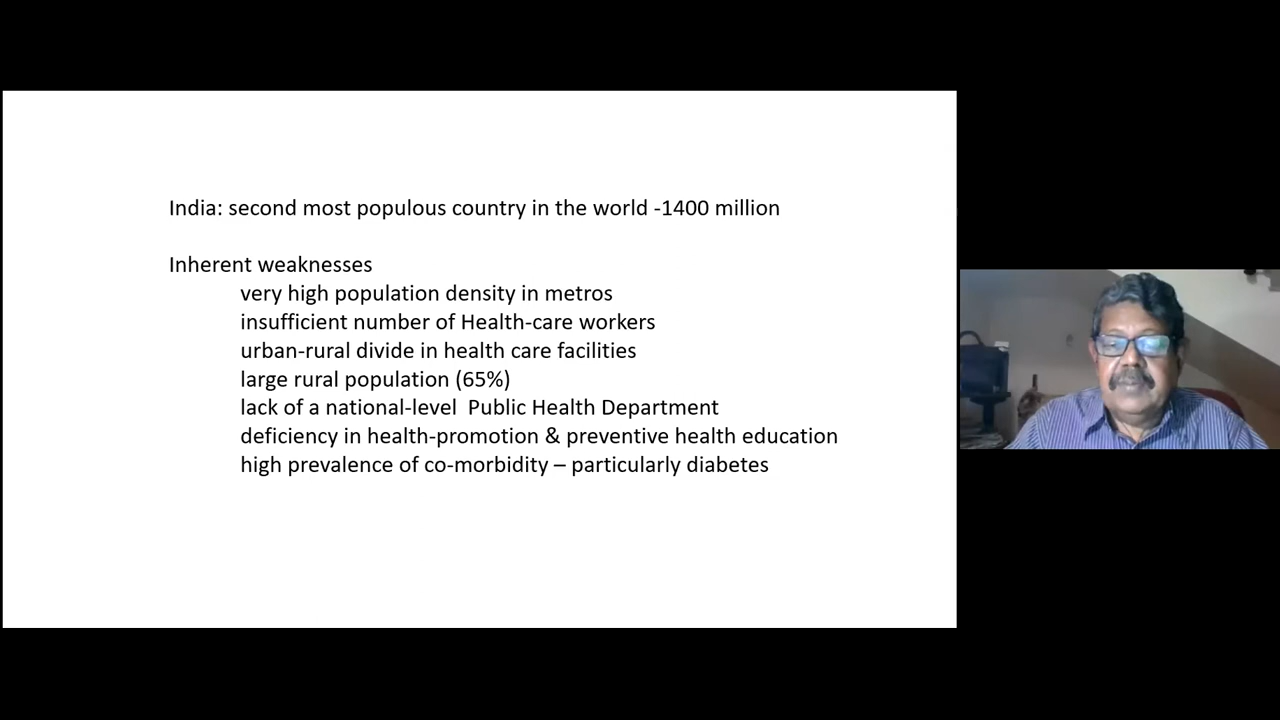 India: second most populous country in the world -1400 million
Inherent weaknesses
very high population density in metros
insufficient number of Health-care workers
urban-rural divide in health care facilities
large rural population (65%)
lack of a national-level  Public Health Department
deficiency in health-promotion & preventive health education
high prevalence of co-morbidity – particularly diabetes